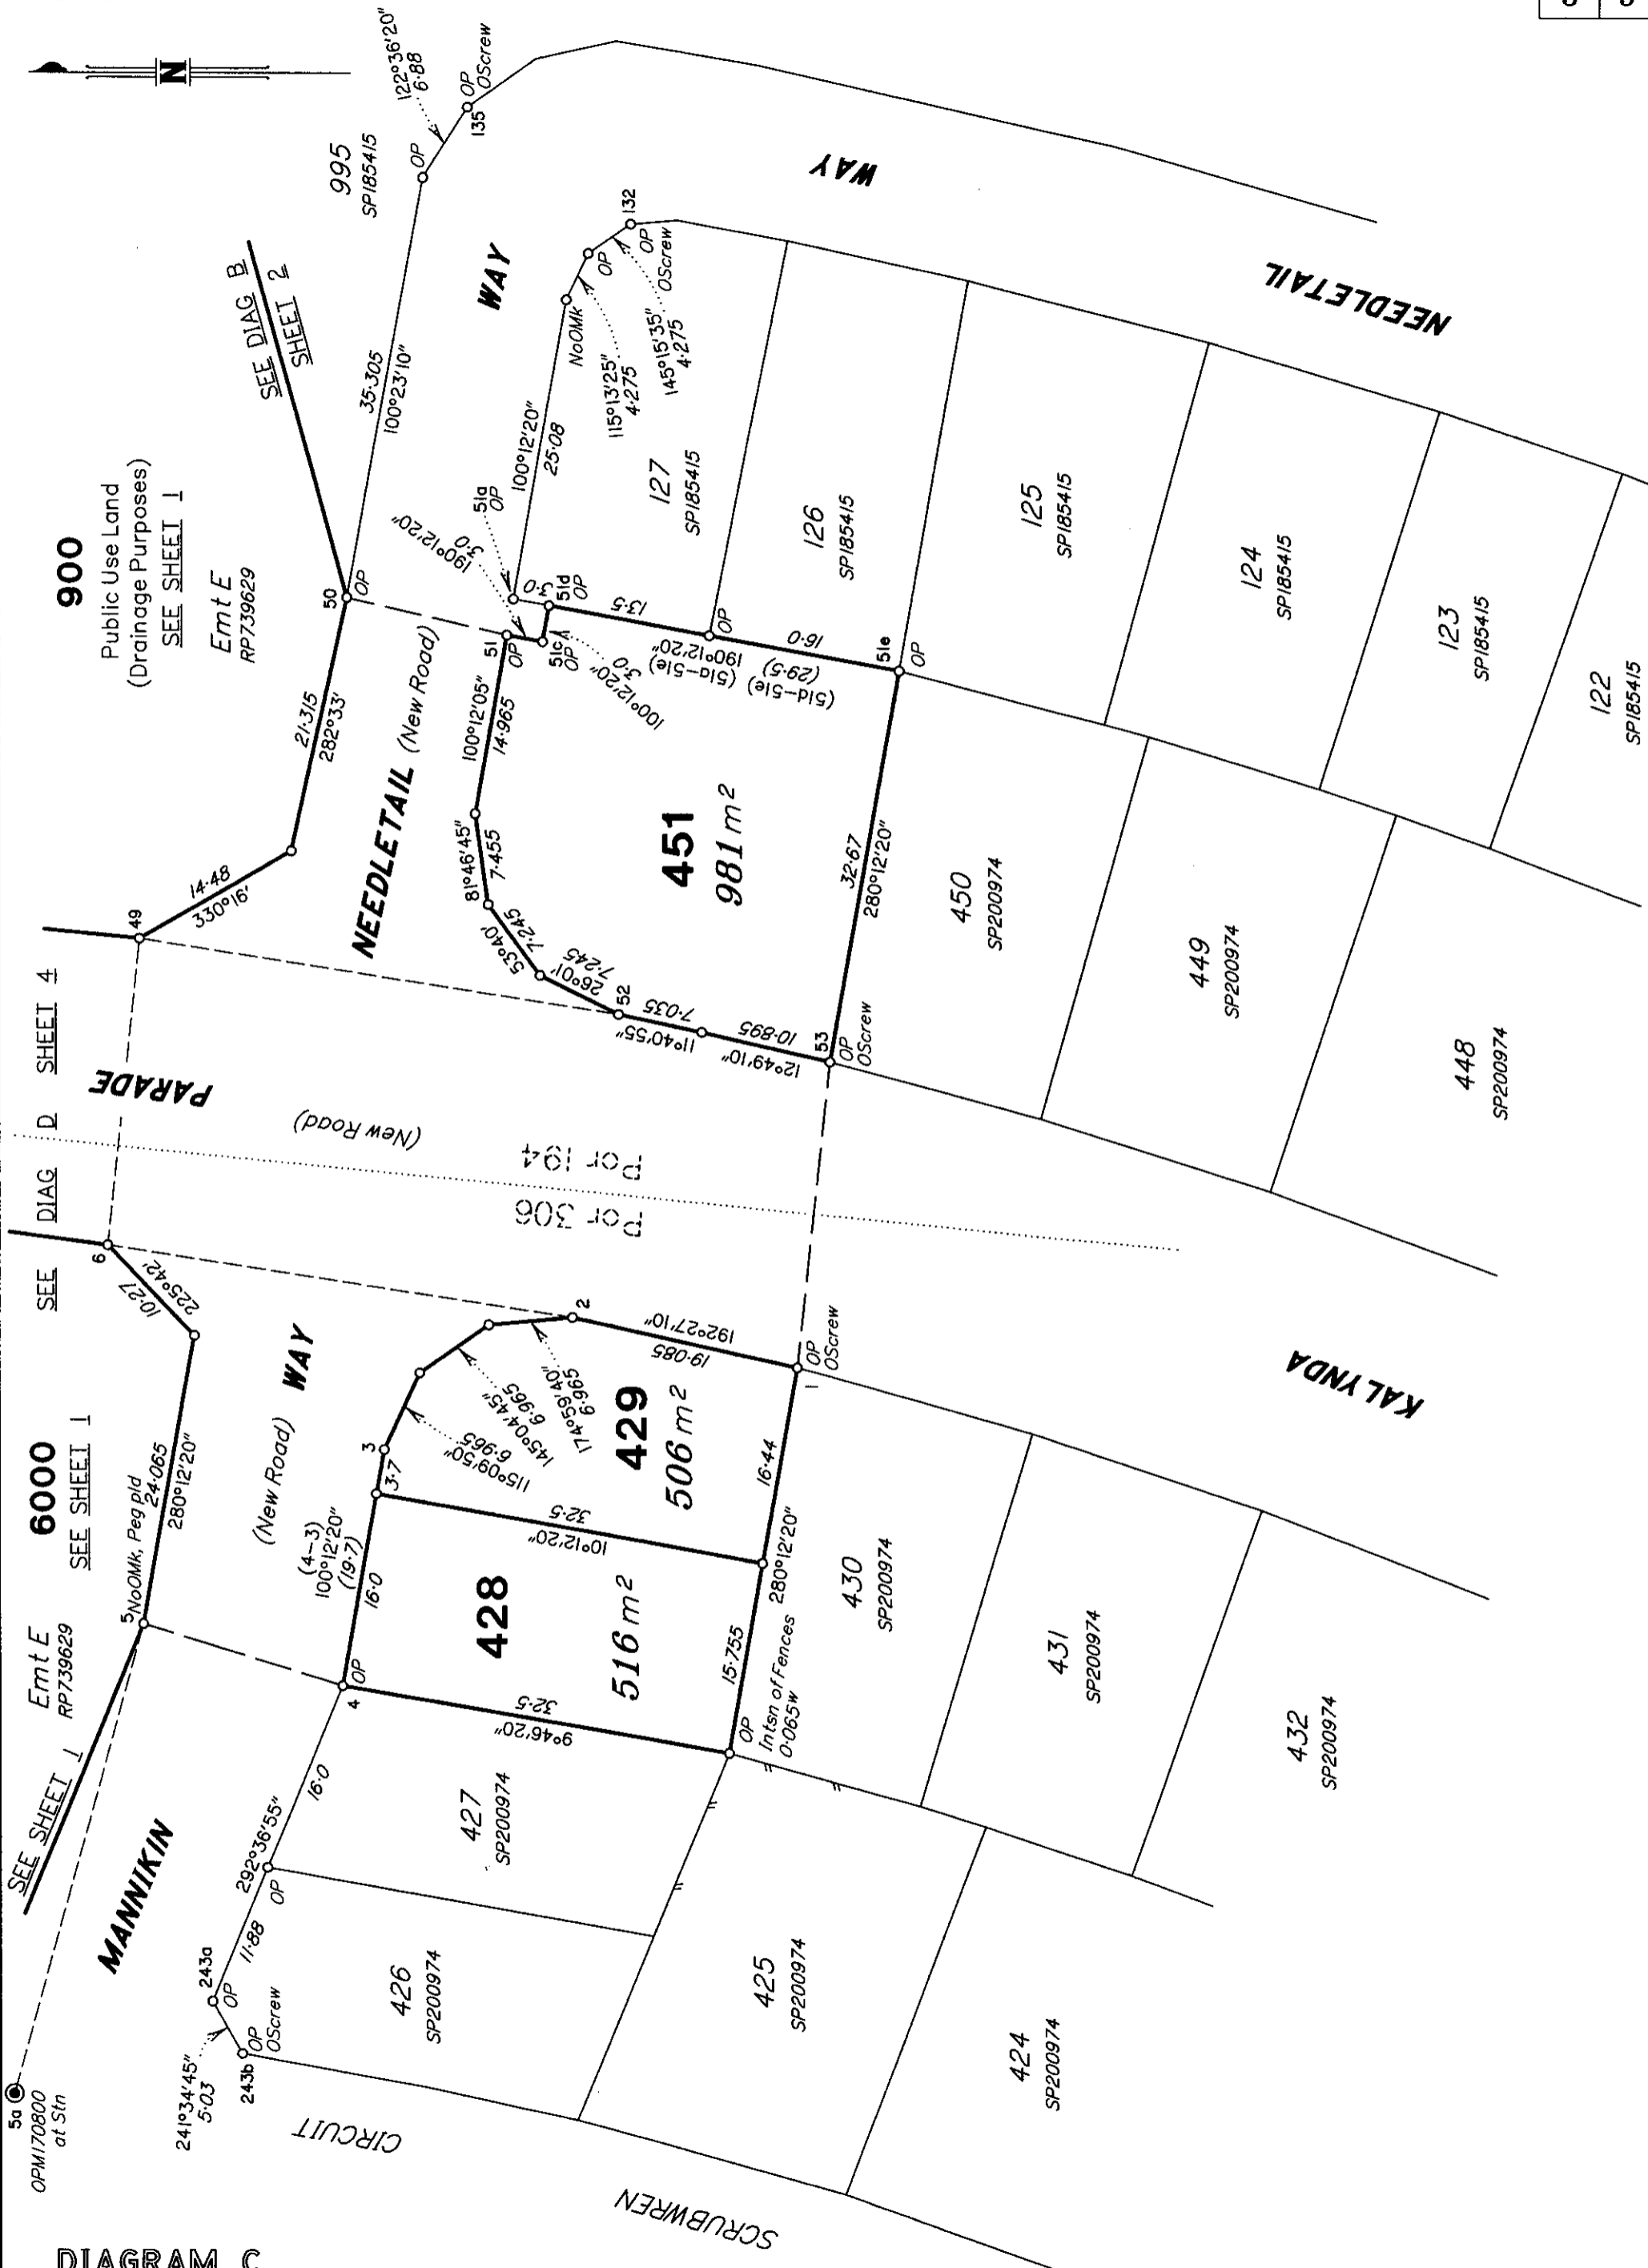 DIAGRAM C
5a
OPM170800
at Stn
SEE SHEET 1
Emt E
RP739629
6000
SEE SHEET 1
SEE DIAG D SHEET 4
900
Public Use Land
(Drainage Purposes)
SEE SHEET 1
Emt E
RP739629
SEE DIAG B
SHEET 2
995
SP185415
N
MANNIKIN
WAY
(New Road)
5
NoOMk, Peg pld
24·065
280°12'20"
10·27
225°42'
6
49
14·48
330°16'
21·315
282°33'
50
OP
35·305
100°23'10"
OP
122°36'20"
6·88
135
OP
OScrew
241°34'45"
5·03
243b
OP
OScrew
243a
OP
11·88
OP
292°36'55"
16·0
4
OP
16·0
(4-3)
100°12'20"
(19·7)
3·7
3
115°09'50"
6·965
145°04'45"
6·965
174°59'40"
6·965
2
192°27'10"
19·085
OP
OScrew
1
16·44
280°12'20"
15·755
OP
Intsn of Fences
0·065w
9°46'20"
32·5
10°12'20"
32·5
428
516 m²
429
506 m²
426
SP200974
427
SP200974
425
SP200974
424
SP200974
430
SP200974
431
SP200974
432
SP200974
CIRCUIT
SCRUBWREN
PARADE
(New Road)
Por 194
Por 306
KALYNDA
NEEDLETAIL (New Road)
WAY
52
26°01'
7·245
53°40'
7·245
81°46'45"
7·455
100°12'05"
14·965
51
OP
190°12'20"
3·0
51a
OP
51c
OP
100°12'20"
3·0
3·0
51d
OP
13·5
OP
190°12'20"
(51a-51e)
16·0
(29·5)
(51d-51e)
51e
OP
11°40'55"
7·035
12°49'10"
10·895
53
OP
OScrew
32·67
280°12'20"
451
981 m²
100°12'20"
25·08
NoOMk
115°13'25"
4·275
OP
145°15'35"
4·275
132
OP
OScrew
127
SP185415
126
SP185415
125
SP185415
124
SP185415
123
SP185415
122
SP185415
450
SP200974
449
SP200974
448
SP200974
WAY
NEEDLETAIL